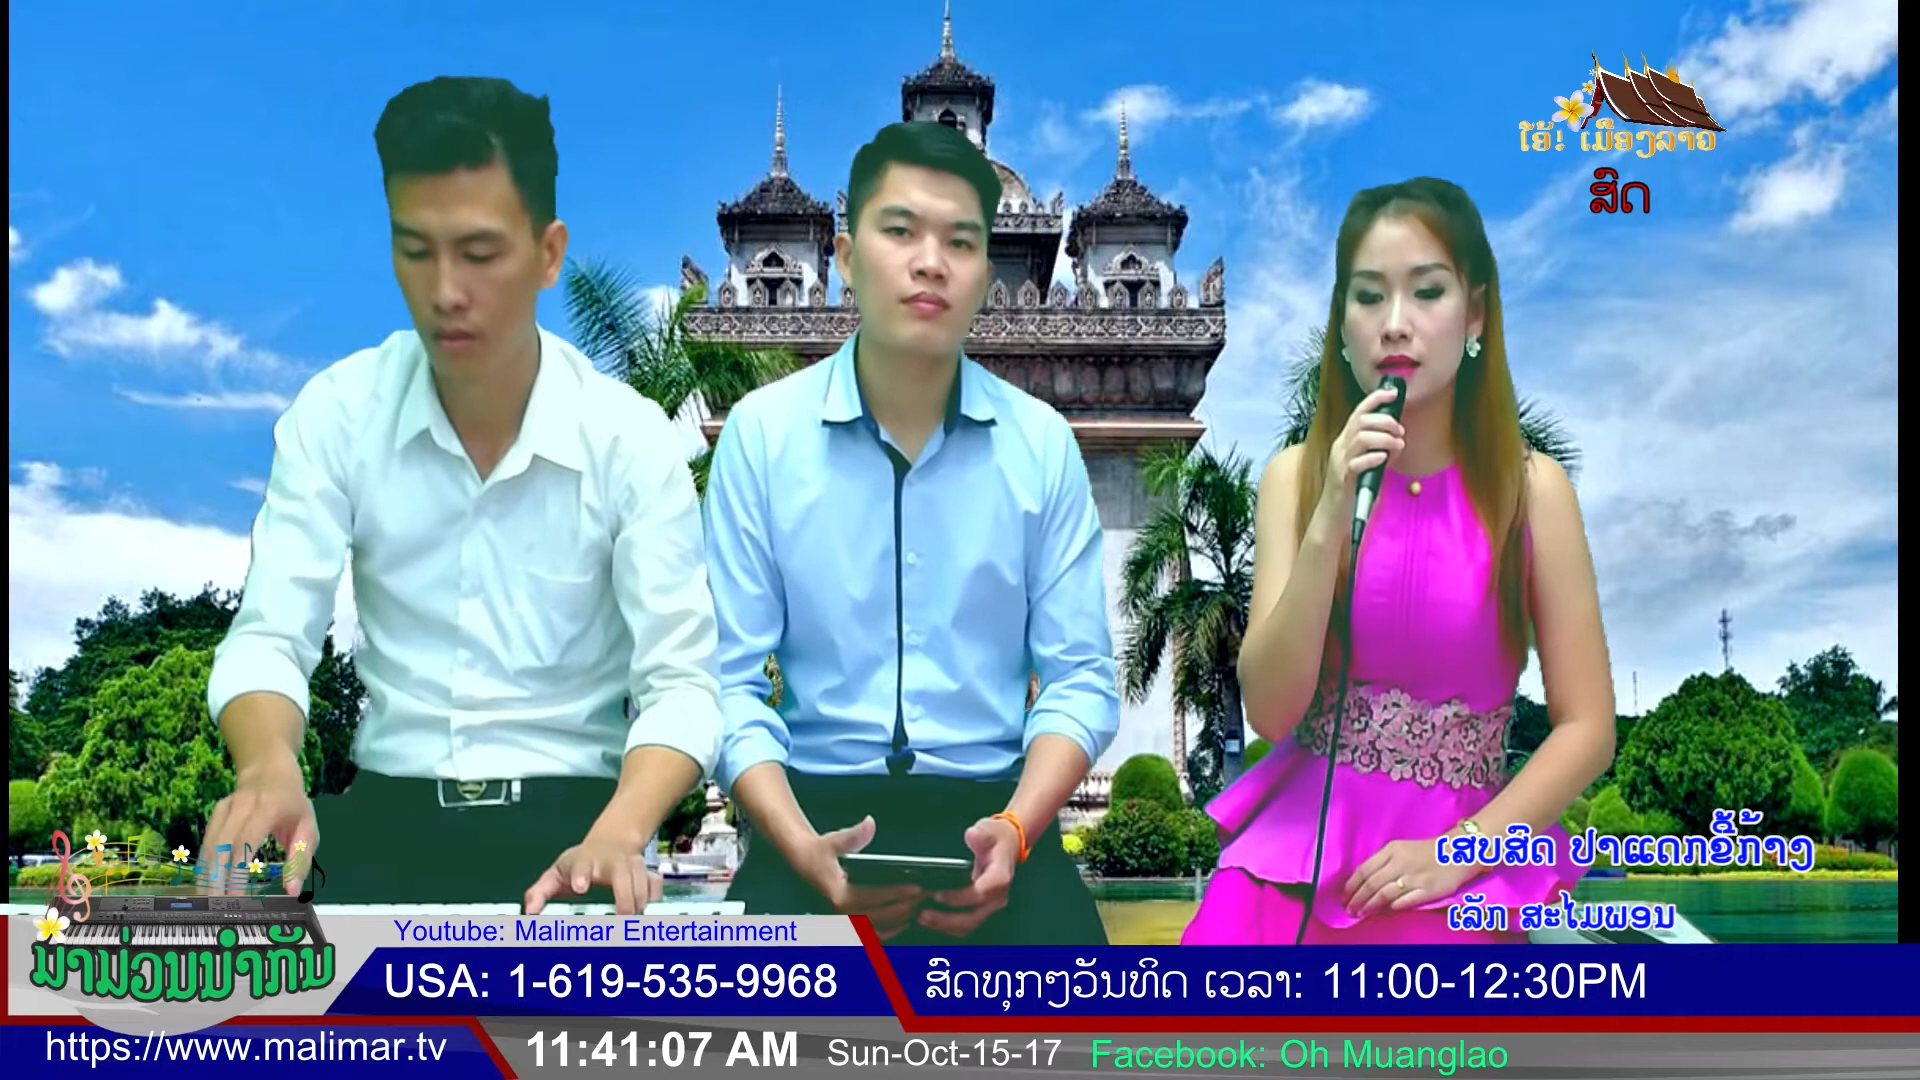 ໂອ້! ເມືອງລາວ
ສົດ
ເສບສົດ ປາແດກຂີ້ກ້າງ
ເລັກ ສະໄມພອນ
Youtube: Malimar Entertainment
ມາມ່ວນນຳກັນ
USA: 1-619-535-9968
ສົດທຸກໆວັນທິດ ເວລາ: 11:00-12:30PM
https://www.malimar.tv
11:41:07 AM
Sun-Oct-15-17
Facebook: Oh Muanglao